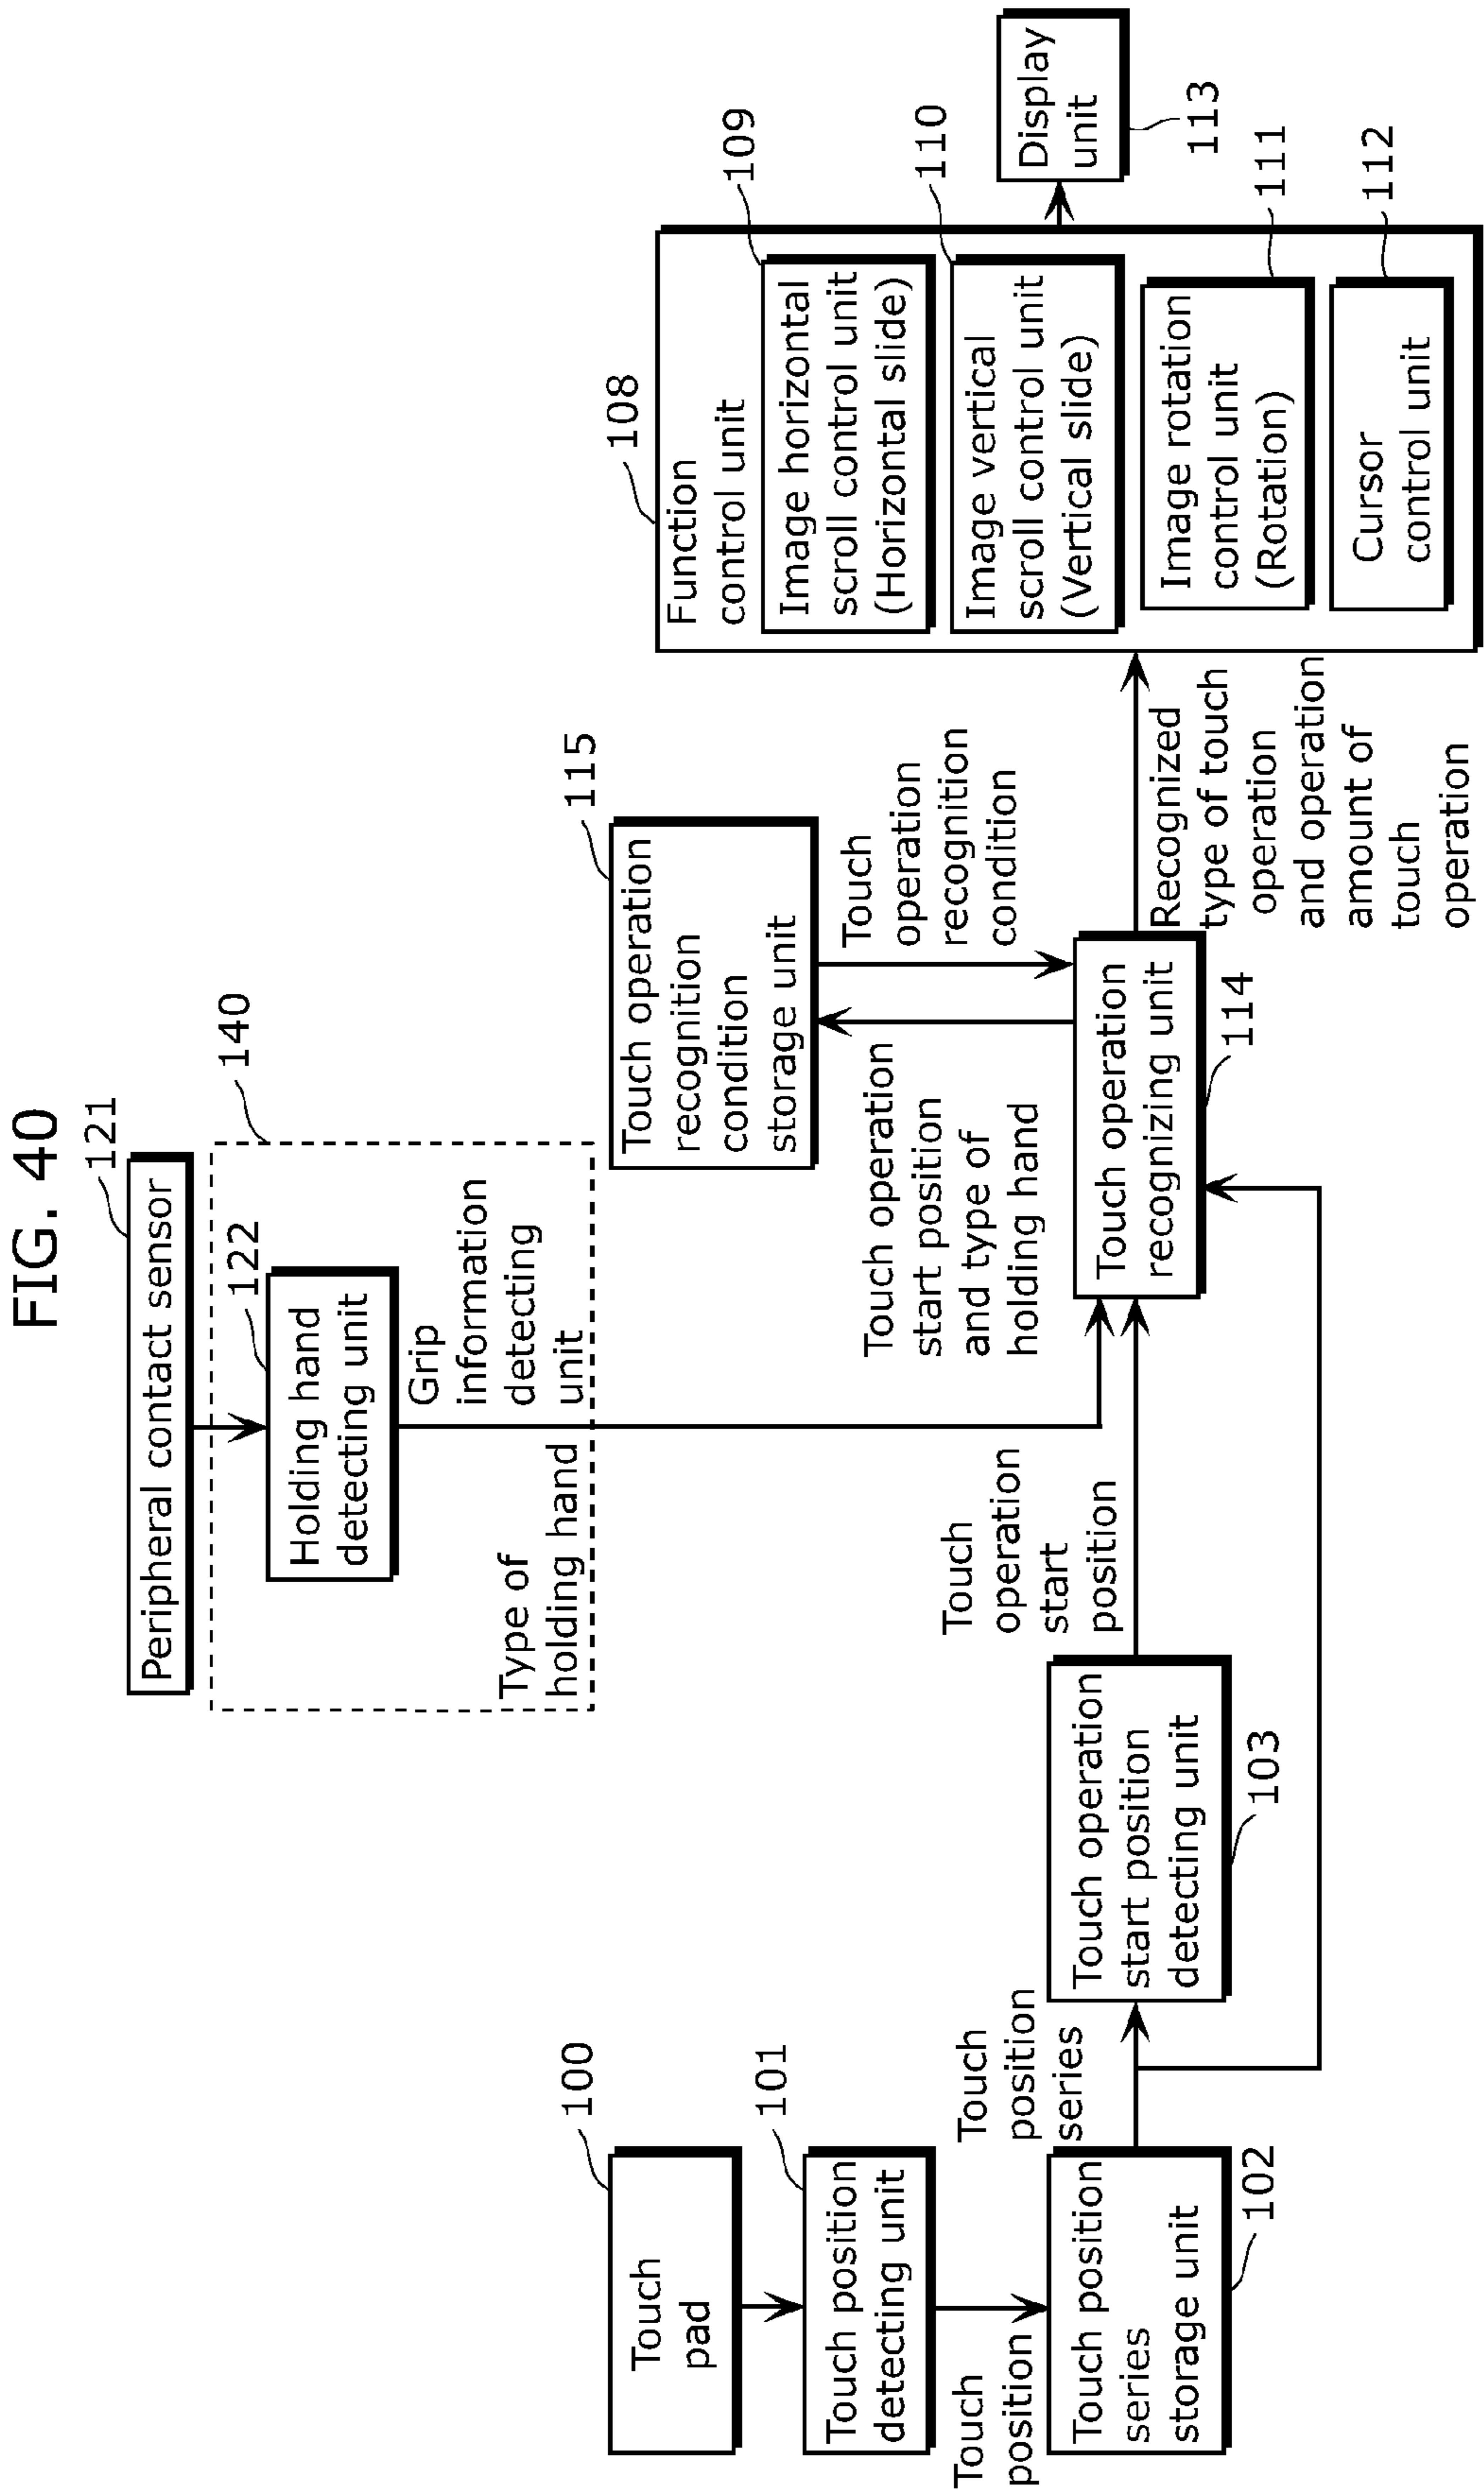 FIG. 40
121
Peripheral contact sensor
140
122
Holding hand
detecting unit
Grip
information
detecting
unit
Type of
holding hand
100
Touch
pad
101
Touch position
detecting unit
Touch
position
102
Touch position
series
storage unit
Touch
position
series
103
Touch operation
start position
detecting unit
Touch
operation
start
position
115
Touch operation
recognition
condition
storage unit
Touch operation
start position
and type of
holding hand
Touch
operation
recognition
condition
Touch operation
recognizing unit
114
Recognized
type of touch
operation
and operation
amount of
touch
operation
108
Function
control unit
109
Image horizontal
scroll control unit
(Horizontal slide)
110
Image vertical
scroll control unit
(Vertical slide)
111
Image rotation
control unit
(Rotation)
112
Cursor
control unit
Display
unit
113